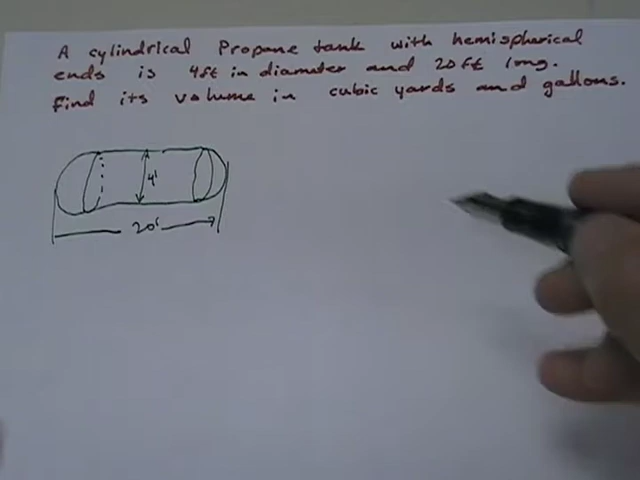 A cylindrical Propane tank with hemispherical
ends is 4ft in diameter and 20ft long.
Find its volume in cubic yards and gallons.
4'
20'